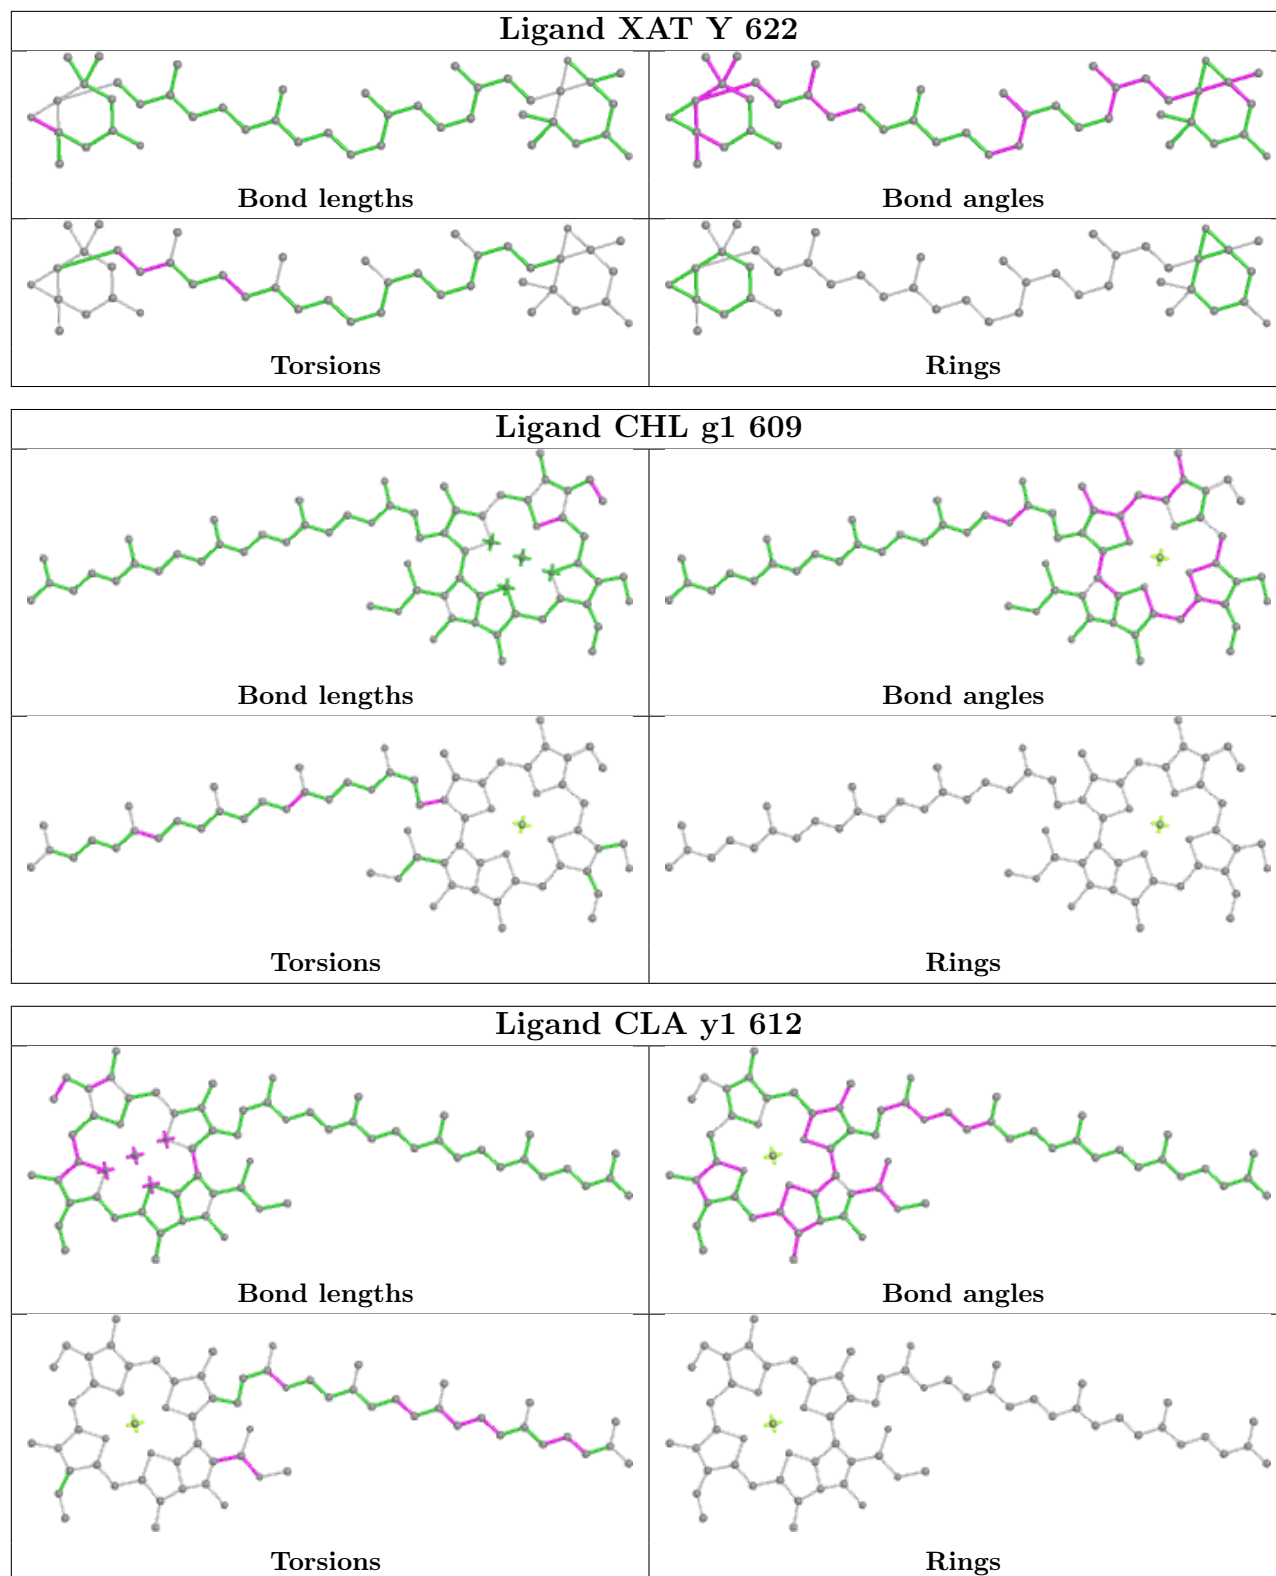 Ligand XAT Y 622
Bond lengths
Bond angles
Torsions
Rings
Ligand CHL g1 609
Bond lengths
Bond angles
Torsions
Rings
Ligand CLA y1 612
Bond lengths
Bond angles
Torsions
Rings